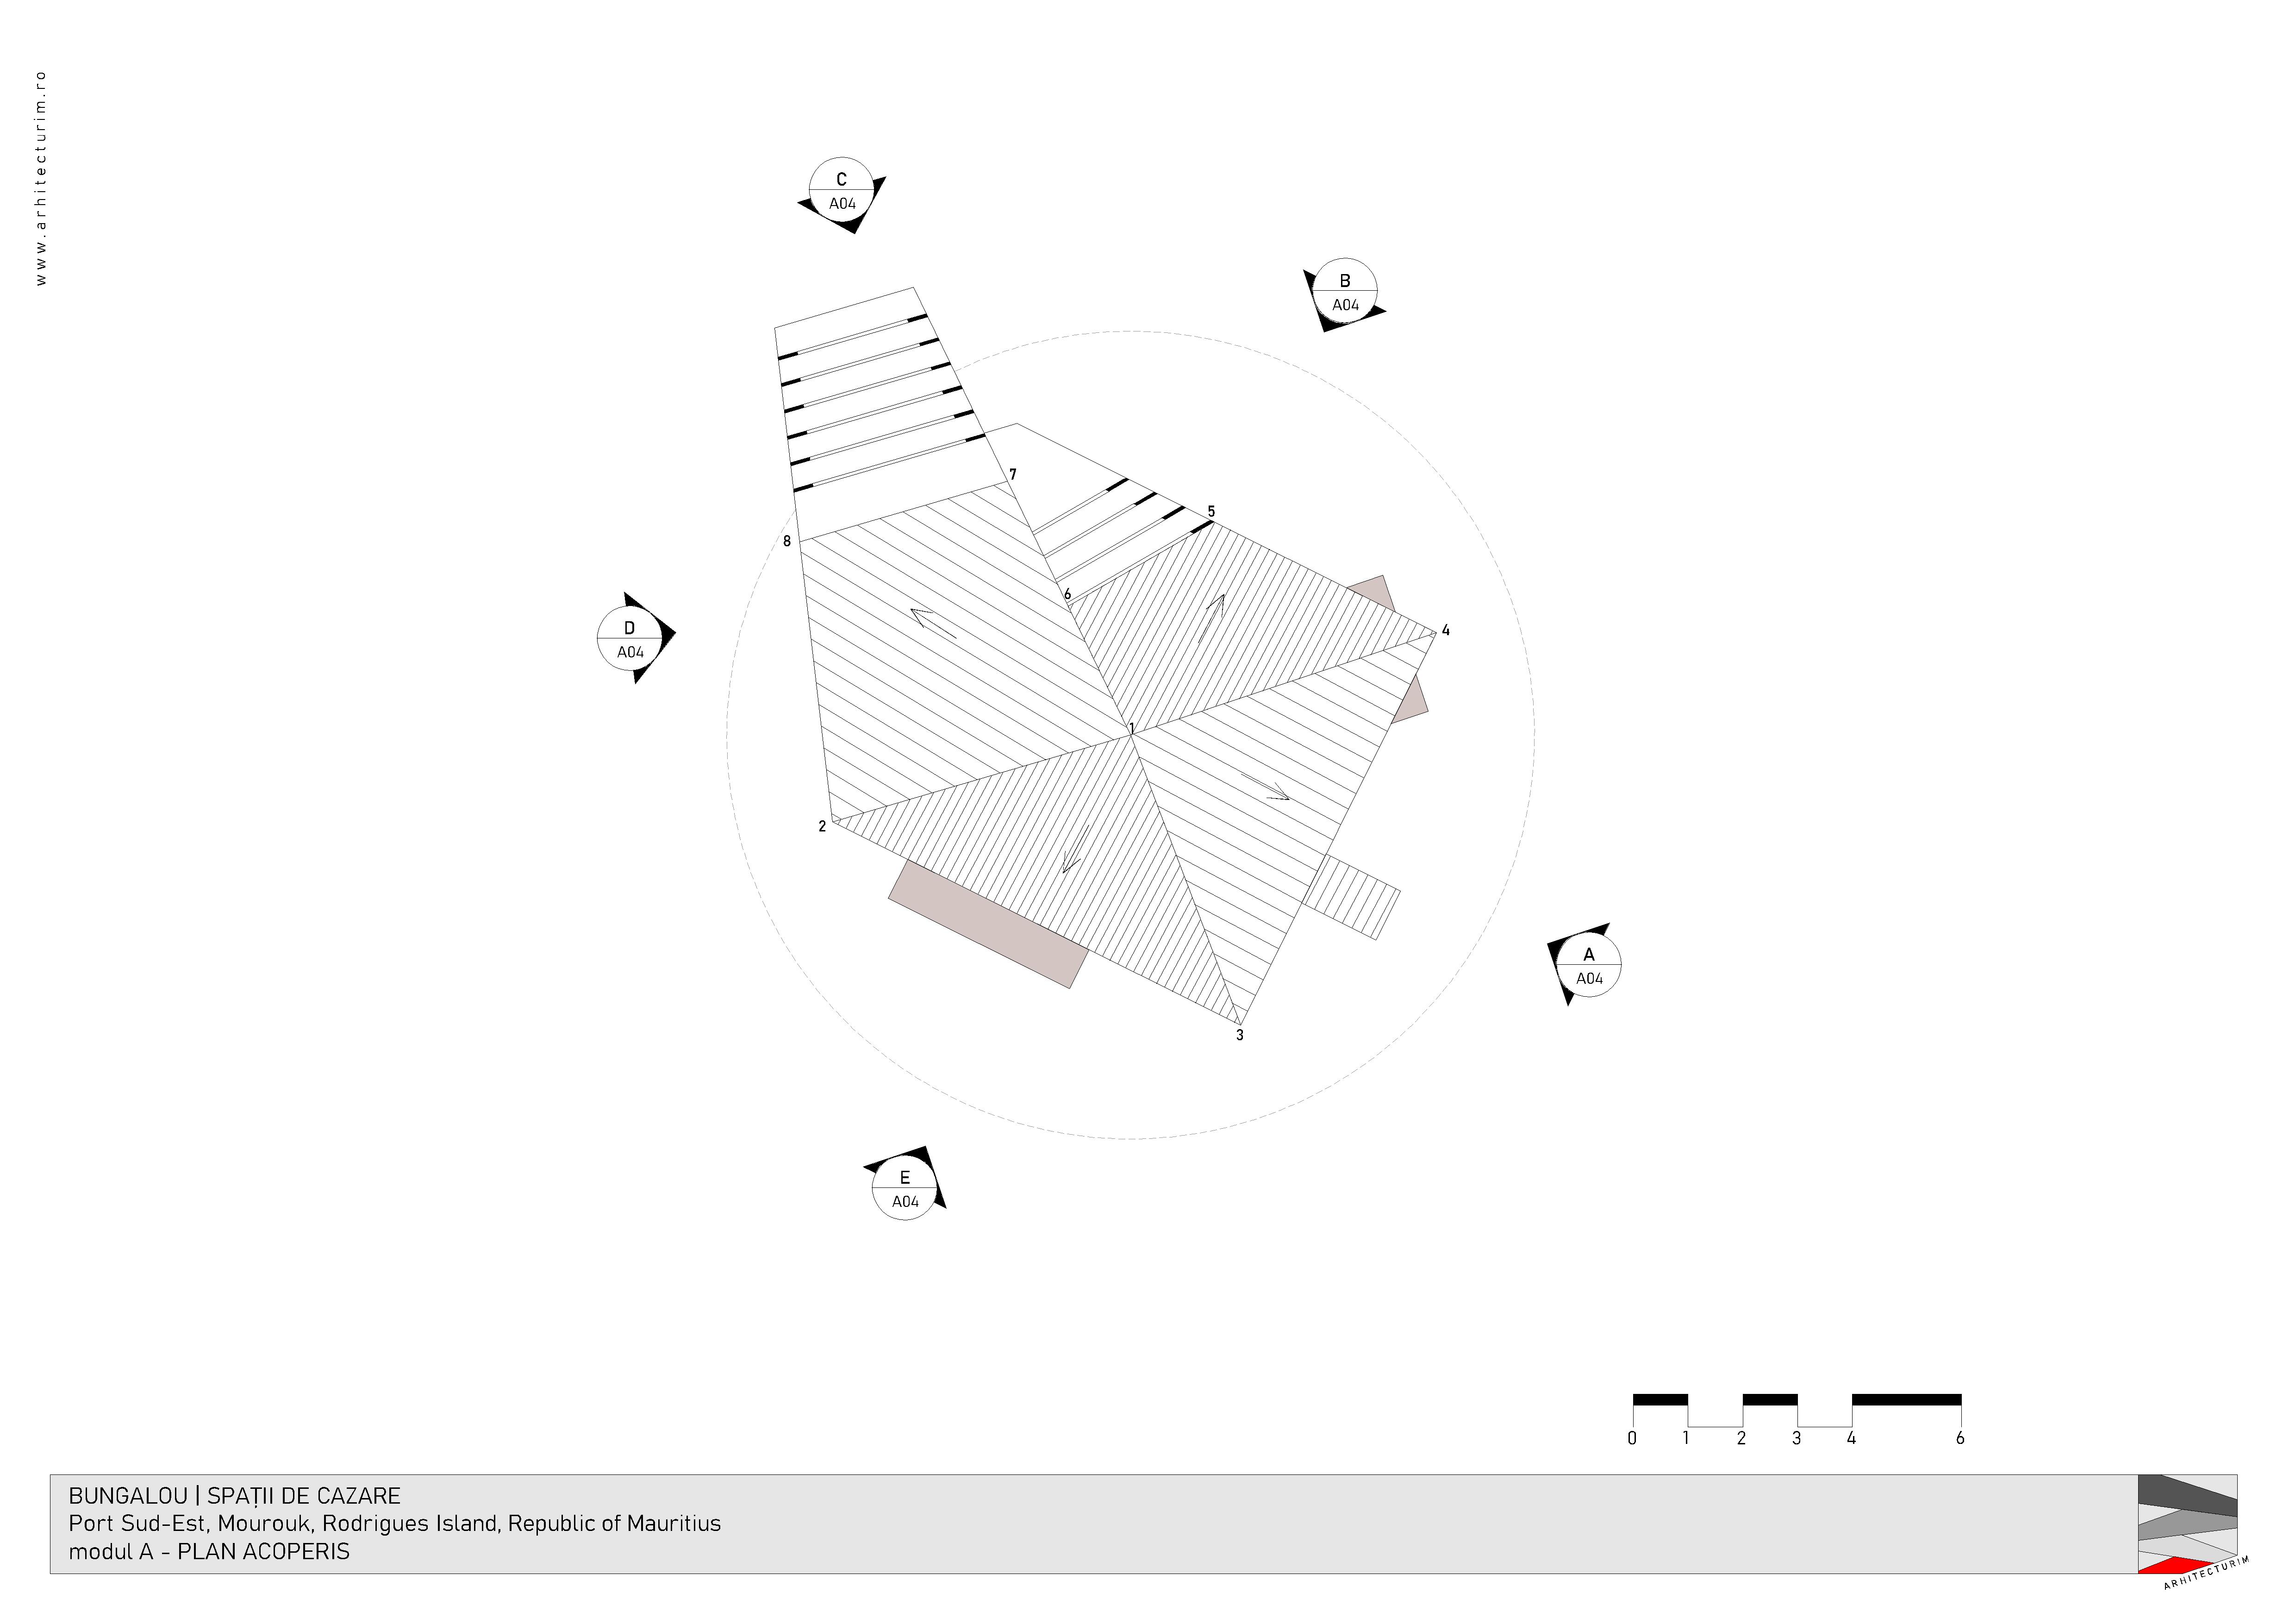 www.arhitecturim.ro
C
A04
B
A04
7
5
8
6
4
D
A04
1
2
A
A04
3
E
A04
0 1 2 3 4 6
BUNGALOU | SPAȚII DE CAZARE
Port Sud-Est, Mourouk, Rodrigues Island, Republic of Mauritius
modul A - PLAN ACOPERIS
ARHITECTURIM